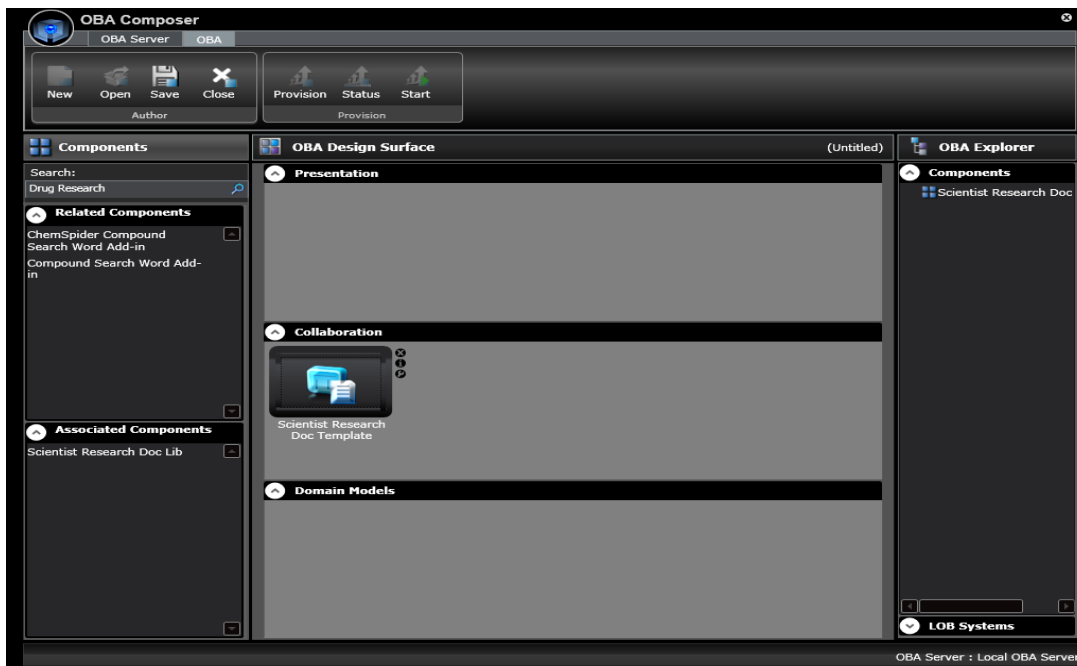 OBA Composer
OBA Server OBA
New Open Save Close
Author
Provision Status Start
Provision
Components
Search:
Drug Research
Related Components
ChemSpider Compound
Search Word Add-in
Compound Search Word Add-
in
Associated Components
Scientist Research Doc Lib
OBA Design Surface (Untitled)
Presentation
Collaboration
Scientist Research
Doc Template
Domain Models
OBA Explorer
Components
Scientist Research Doc
LOB Systems
OBA Server : Local OBA Server